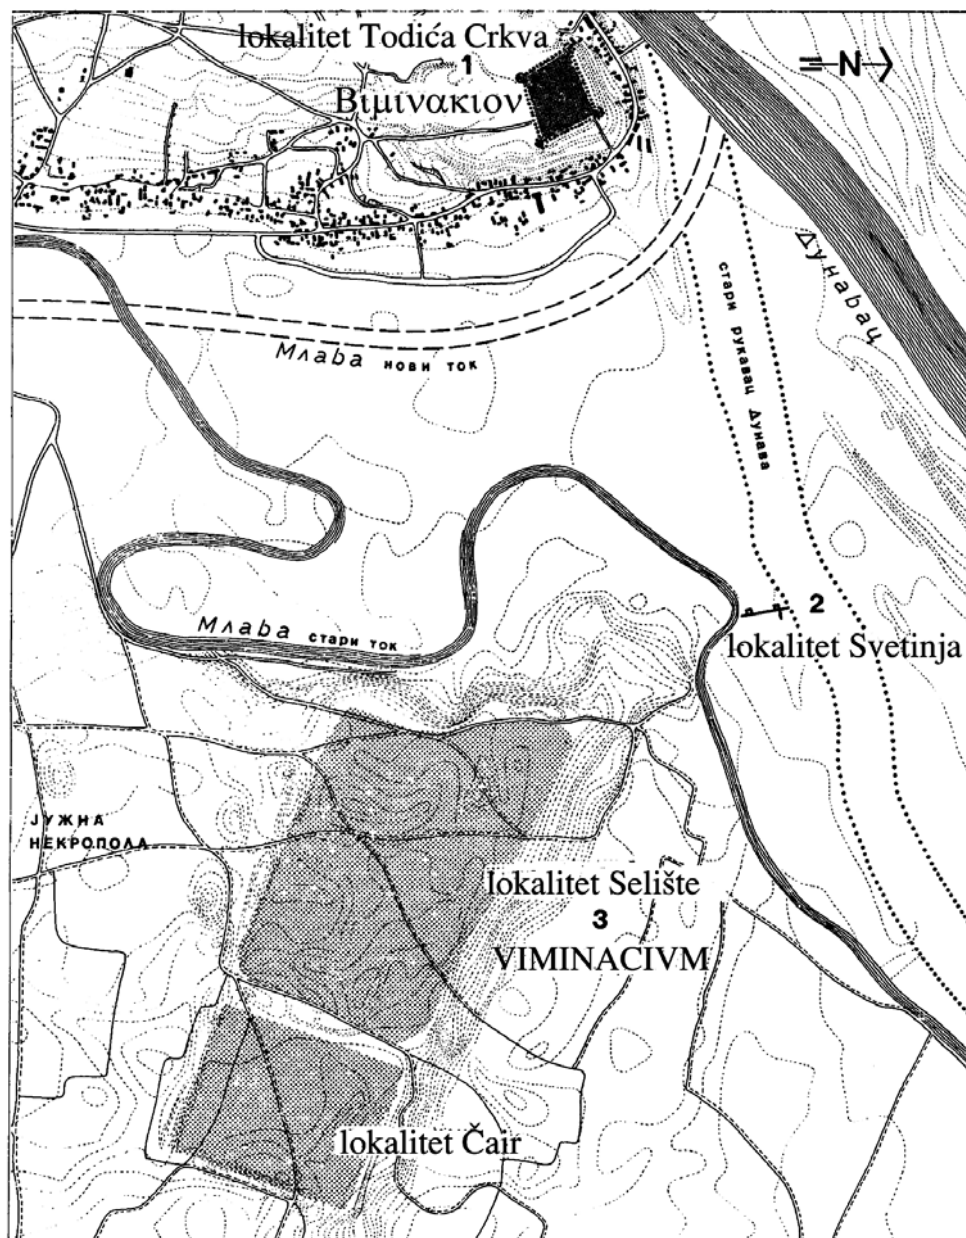 lokalitet Todića Crkva
1
N
Βιμινακιον
Дунавац
стари рукавац Дунава
Млава нови ток
2
lokalitet Svetinja
Млава стари ток
ЈУЖНА
НЕКРОПОЛА
lokalitet Selište
3
VIMINACIVM
lokalitet Čair